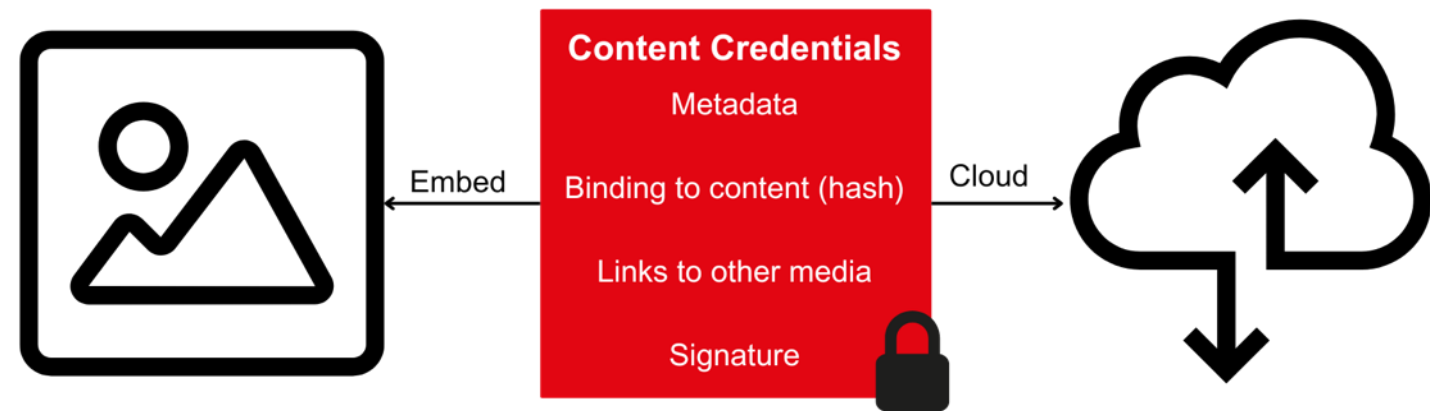 Content Credentials
Metadata
Embed
Binding to content (hash)
Cloud
Links to other media
Signature